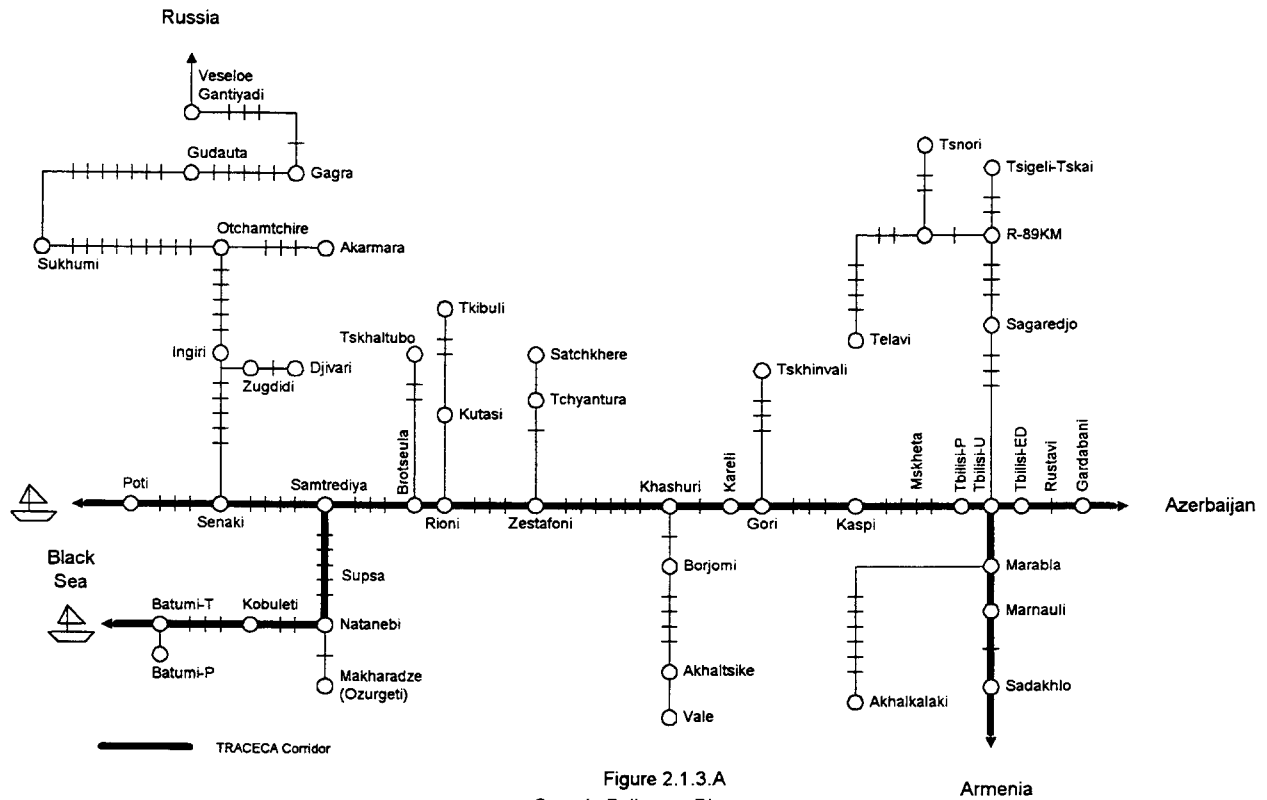 Russia
Veseloe
Gantiyadi
Gudauta
Gagra
Otchamtchire
Akarmara
Sukhumi
Tsnori
Tsigeli-Tskai
R-89KM
Sagaredjo
Telavi
Tkibuli
Tskhaltubo
Satchkhere
Ingiri
Djivari
Zugdidi
Tskhinvali
Tchyantura
Kutasi
Brotseula
Kareli
Mskheta
Tbilisi-P
Tbilisi-U
Tbilisi-ED
Rustavi
Gardabani
Poti
Samtrediya
Khashuri
Azerbaijan
Senaki
Rioni
Zestafoni
Gori
Kaspi
Black
Sea
Supsa
Borjomi
Marabla
Batumi-T
Kobuleti
Natanebi
Marnauli
Batumi-P
Makharadze
(Ozurgeti)
Akhaltsike
Sadakhlo
Vale
Akhalkalaki
TRACECA Corridor
Figure 2.1.3.A
Armenia